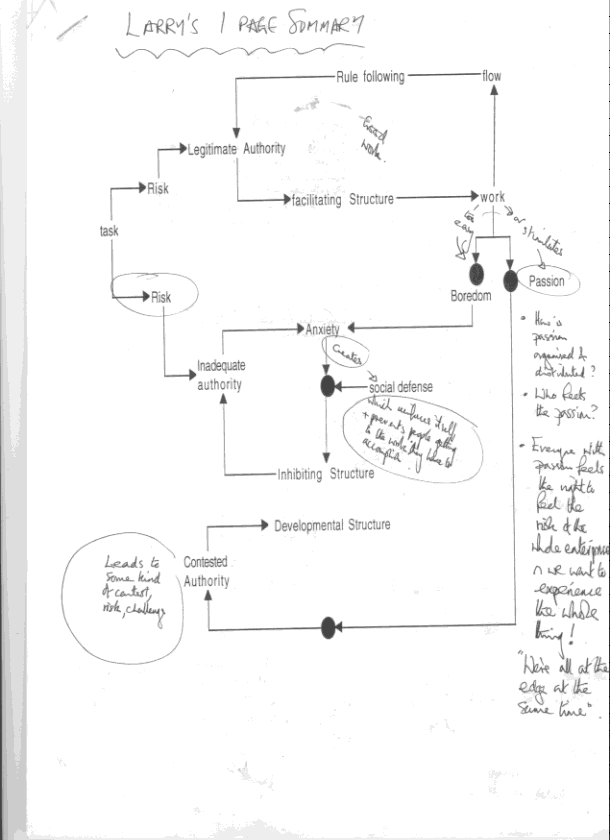 LARRY'S 1 PAGE SUMMARY
Rule following
flow
Good
work.
Legitimate Authority
Risk
facilitating Structure
work
too
easy
or
stimulates
task
Risk
Boredom
Passion
Anxiety
Creates
Inadequate
authority
social defense
which reinforces itself
+ prevents people getting
to the work they have to
accomplish.
Inhibiting Structure
Developmental Structure
Contested
Authority
Leads to
some kind
of contest,
risk, challenge
• How is
passion
organised &
distributed?
• Who feels
the passion?
• Everyone with
passion feels
the right to
feel the
risk of the
whole enterprise
we want to
experience
the whole
thing!
"We're all at the
edge at the
same time".